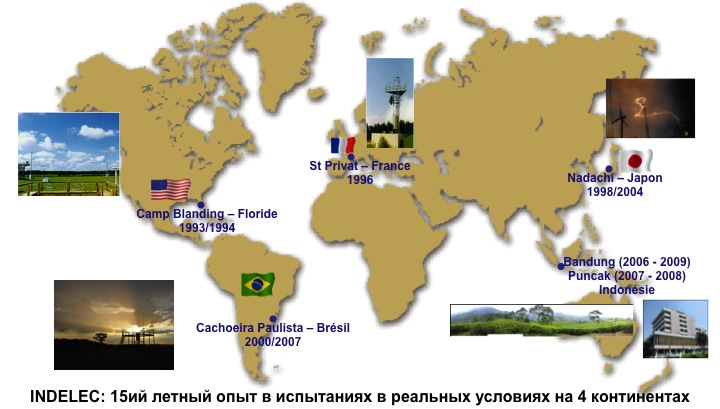 St Privat – France
1996
Nadachi – Japon
1998/2004
Camp Blanding – Floride
1993/1994
Bandung (2006 - 2009)
Puncak (2007 - 2008)
Indonésie
Cachoeira Paulista – Brésil
2000/2007
INDELEC: 15ий летный опыт в испытаниях в реальных условиях на 4 континентах